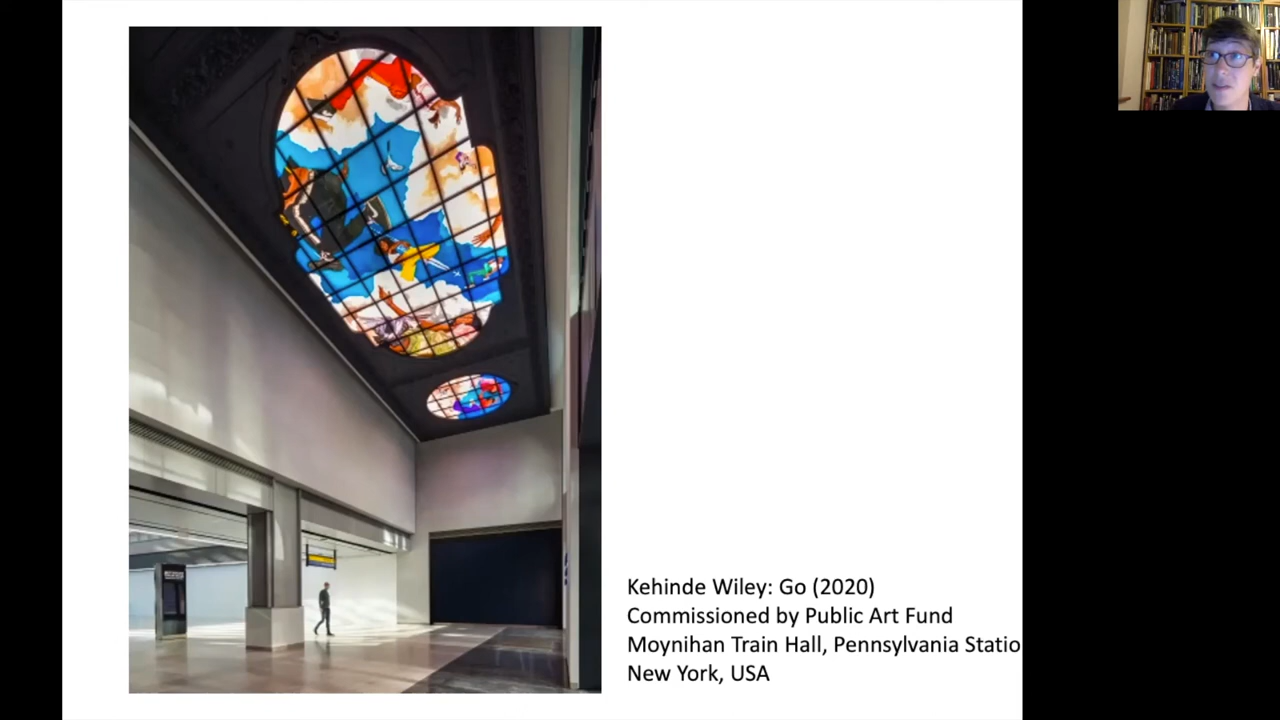 Kehinde Wiley: Go (2020)
Commissioned by Public Art Fund
Moynihan Train Hall, Pennsylvania Statio
New York, USA